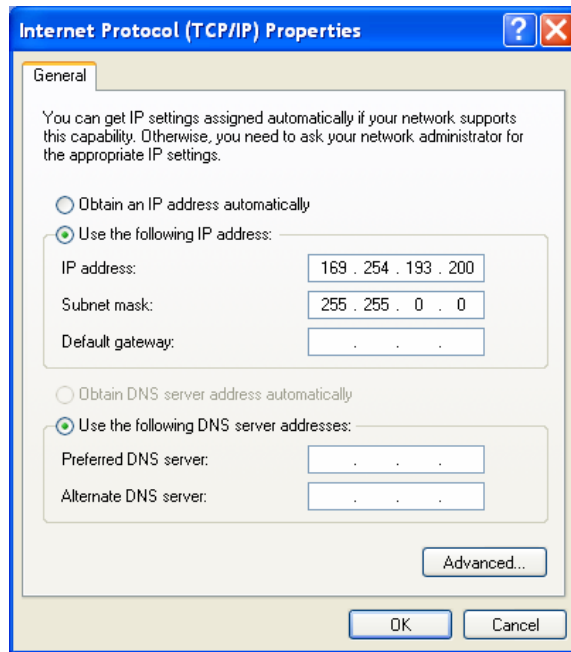 Internet Protocol (TCP/IP) Properties
General
You can get IP settings assigned automatically if your network supports
this capability. Otherwise, you need to ask your network administrator for
the appropriate IP settings.
Obtain an IP address automatically
Use the following IP address:
IP address: 169 . 254 . 193 . 200
Subnet mask: 255 . 255 . 0 . 0
Default gateway: . . .
Obtain DNS server address automatically
Use the following DNS server addresses:
Preferred DNS server: . . .
Alternate DNS server: . . .
Advanced...
OK Cancel